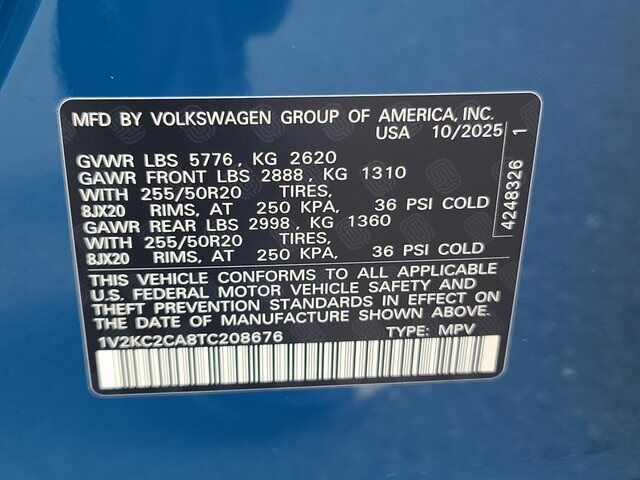 MFD BY VOLKSWAGEN GROUP OF AMERICA, INC.
USA 10/2025
GVWR LBS 5776, KG 2620
GAWR FRONT LBS 2888, KG 1310
WITH 255/50R20 TIRES,
8JX20 RIMS, AT 250 KPA, 36 PSI COLD
GAWR REAR LBS 2998, KG 1360
WITH 255/50R20 TIRES,
8JX20 RIMS, AT 250 KPA, 36 PSI COLD
THIS VEHICLE CONFORMS TO ALL APPLICABLE
U.S. FEDERAL MOTOR VEHICLE SAFETY AND
THEFT PREVENTION STANDARDS IN EFFECT ON
THE DATE OF MANUFACTURE SHOWN ABOVE.
1V2KC2CA8TC208676 TYPE: MPV
4248326 1